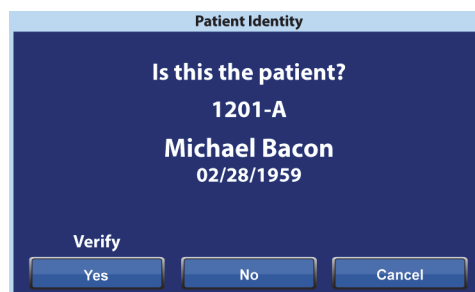 Patient Identity
Is this the patient?
1201-A
Michael Bacon
02/28/1959
Verify
Yes No Cancel